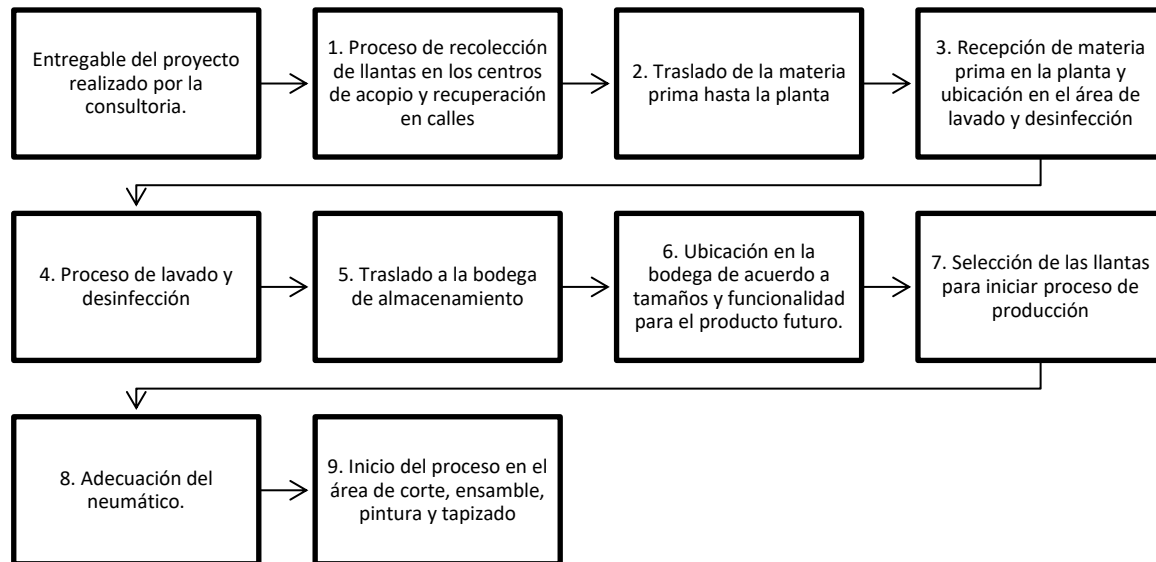 Entregable del proyecto
realizado por la
consultoria.
1. Proceso de recolección
de llantas en los centros
de acopio y recuperación
en calles
2. Traslado de la materia
prima hasta la planta
3. Recepción de materia
prima en la planta y
ubicación en el área de
lavado y desinfección
4. Proceso de lavado y
desinfección
5. Traslado a la bodega
de almacenamiento
6. Ubicación en la
bodega de acuerdo a
tamaños y funcionalidad
para el producto futuro.
7. Selección de las llantas
para iniciar proceso de
producción
8. Adecuación del
neumático.
9. Inicio del proceso en el
área de corte, ensamble,
pintura y tapizado